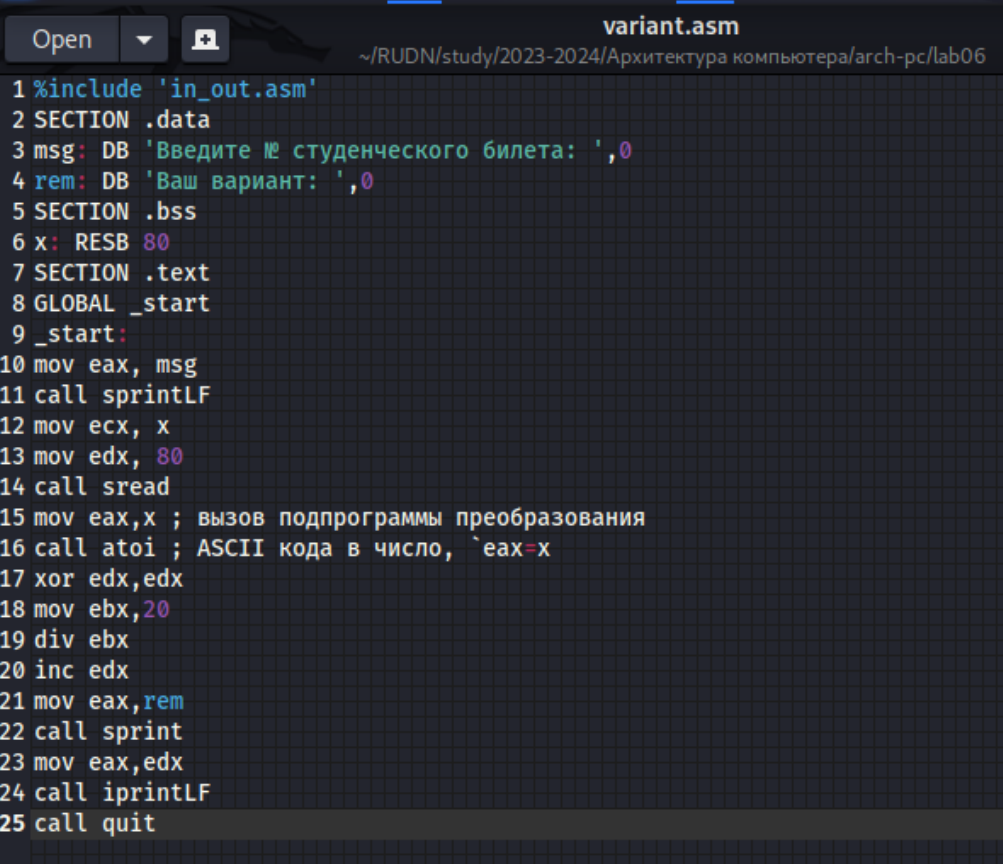 Open
variant.asm
~/RUDN/study/2023-2024/Архитектура компьютера/arch-pc/lab06
1 %include 'in_out.asm'
2 SECTION .data
3 msg: DB 'Введите № студенческого билета: ',0
4 rem: DB 'Ваш вариант: ',0
5 SECTION .bss
6 x: RESB 80
7 SECTION .text
8 GLOBAL _start
9 _start:
10 mov eax, msg
11 call sprintLF
12 mov ecx, x
13 mov edx, 80
14 call sread
15 mov eax,x ; вызов подпрограммы преобразования
16 call atoi ; ASCII кода в число, `eax=x
17 xor edx,edx
18 mov ebx,20
19 div ebx
20 inc edx
21 mov eax,rem
22 call sprint
23 mov eax,edx
24 call iprintLF
25 call quit